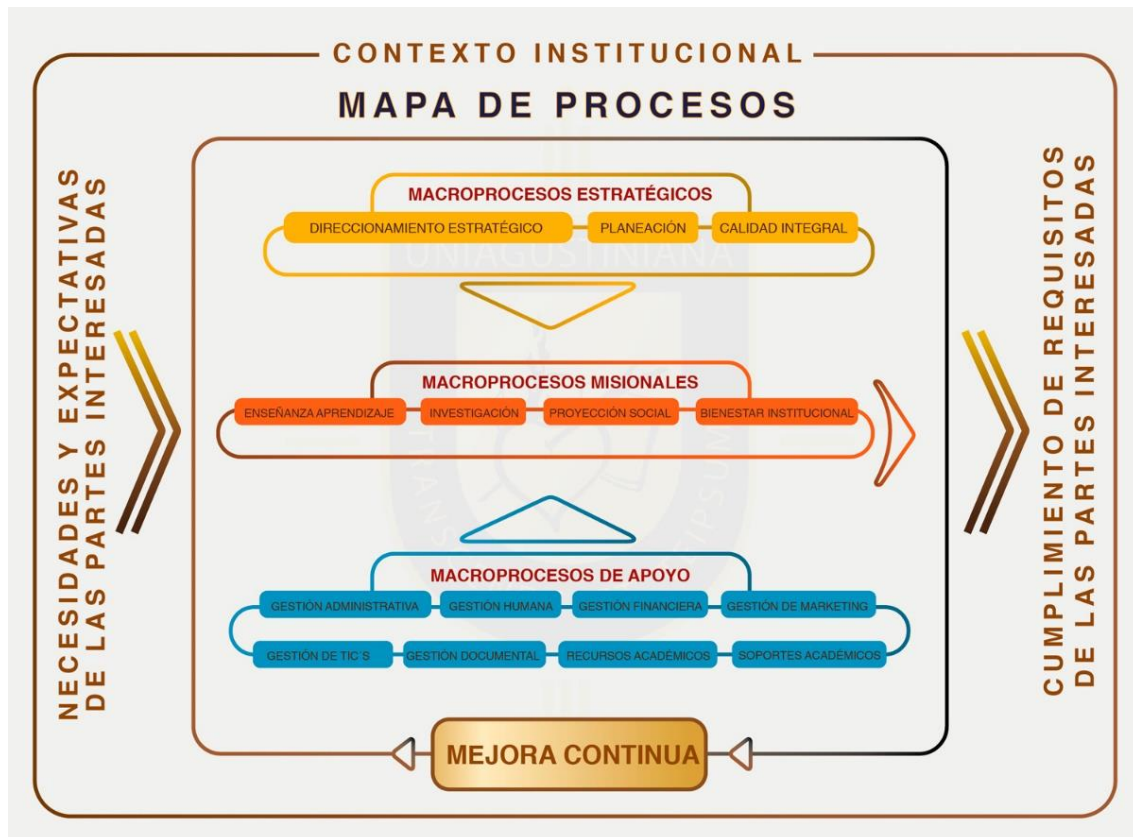 CONTEXTO INSTITUCIONAL
MAPA DE PROCESOS
NECESIDADES Y EXPECTATIVAS
DE LAS PARTES INTERESADAS
MACROPROCESOS ESTRATÉGICOS
DIRECCIONAMIENTO ESTRATÉGICO PLANEACIÓN CALIDAD INTEGRAL
UNIAGUSTINIANA
MACROPROCESOS MISIONALES
ENSEÑANZA APRENDIZAJE INVESTIGACIÓN PROYECCIÓN SOCIAL BIENESTAR INSTITUCIONAL
MACROPROCESOS DE APOYO
GESTIÓN ADMINISTRATIVA GESTIÓN HUMANA GESTIÓN FINANCIERA GESTIÓN DE MARKETING
GESTIÓN DE TIC´S GESTIÓN DOCUMENTAL RECURSOS ACADÉMICOS SOPORTES ACADÉMICOS
MEJORA CONTINUA
CUMPLIMIENTO DE REQUISITOS
DE LAS PARTES INTERESADAS